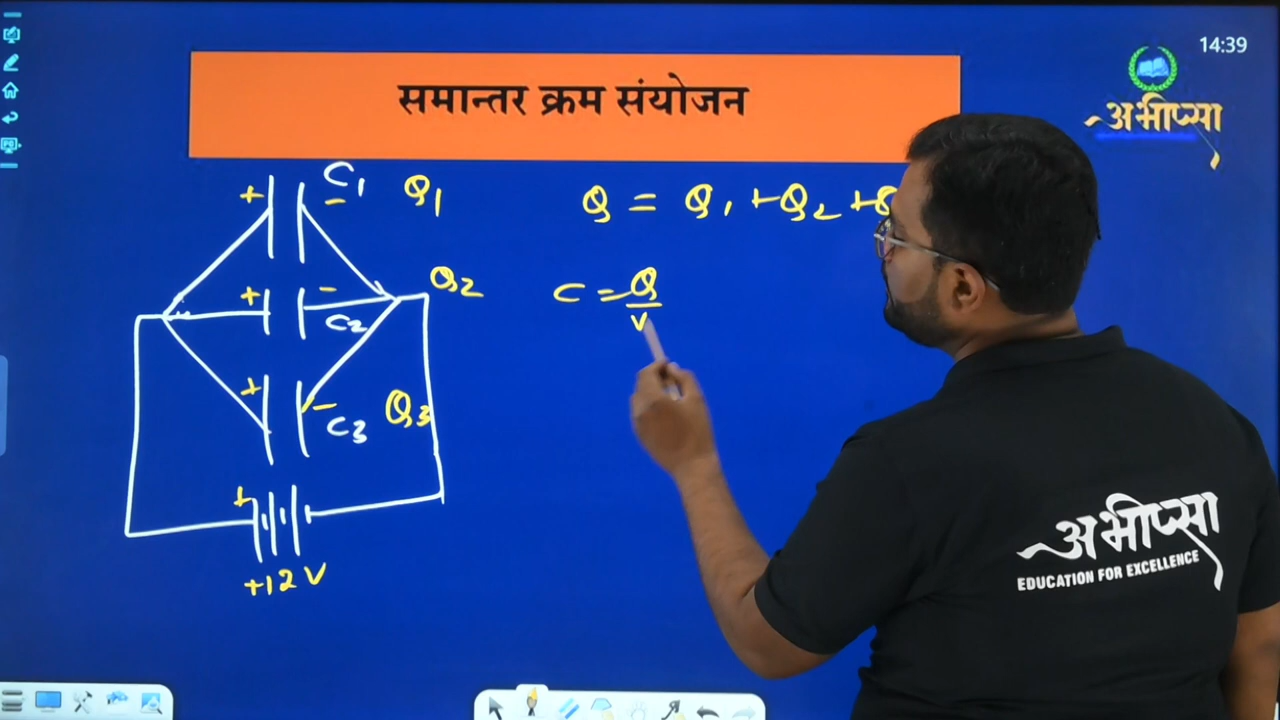 14:39
समान्तर क्रम संयोजन
अभीप्सा
+ C₁ - Q₁
Q = Q₁ + Q₂ +
+ - C₂ Q₂
C = Q/V
+ - C₃ Q₃
+
+12 V
अभीप्सा
EDUCATION FOR EXCELLENCE